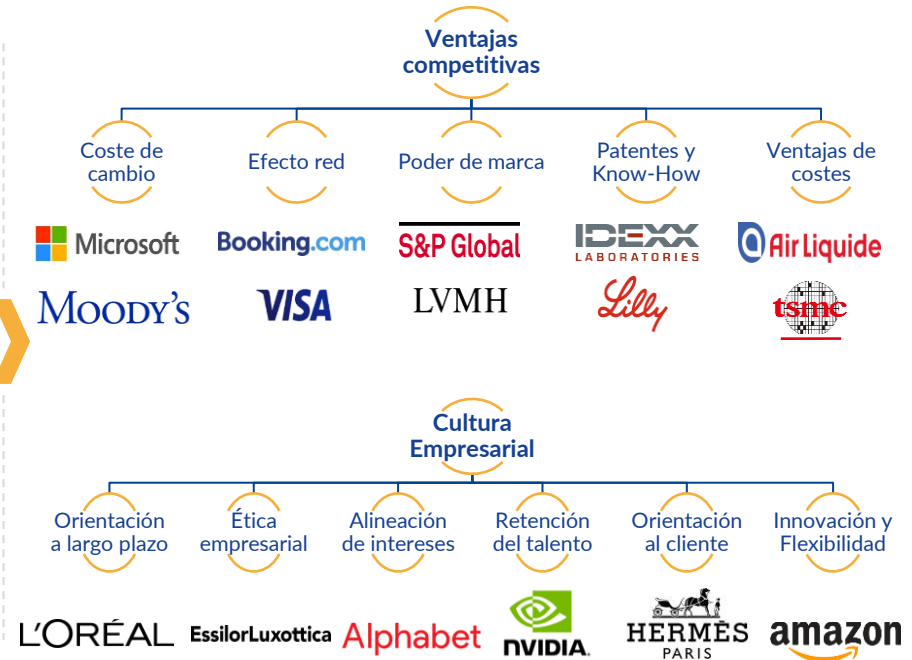 Ventajas
competitivas
Coste de
cambio
Efecto red
Poder de marca
Patentes y
Know-How
Ventajas de
costes
Microsoft
Booking.com
S&P Global
IDEXX
LABORATORIES
Air Liquide
MOODY'S
VISA
LVMH
Lilly
tsmc
Cultura
Empresarial
Orientación
a largo plazo
Ética
empresarial
Alineación
de intereses
Retención
del talento
Orientación
al cliente
Innovación y
Flexibilidad
L'ORÉAL
EssilorLuxottica
Alphabet
NVIDIA.
HERMÈS
PARIS
amazon